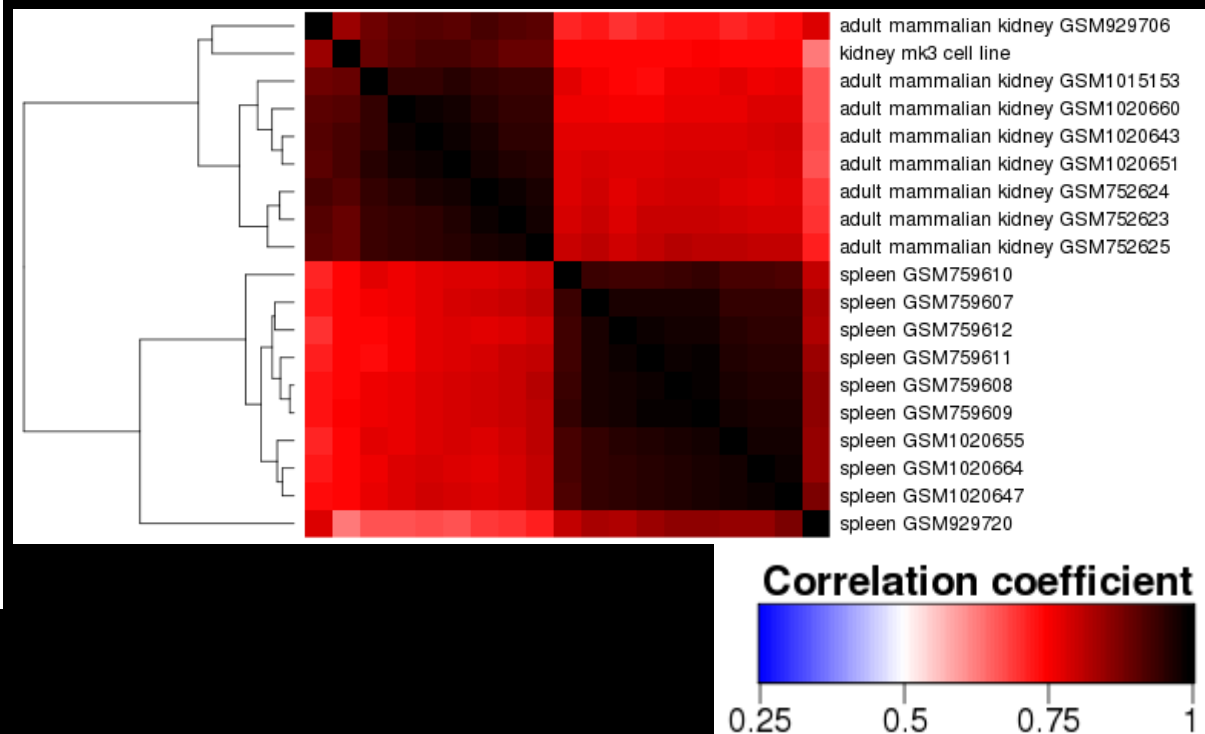 adult mammalian kidney GSM929706
kidney mk3 cell line
adult mammalian kidney GSM1015153
adult mammalian kidney GSM1020660
adult mammalian kidney GSM1020643
adult mammalian kidney GSM1020651
adult mammalian kidney GSM752624
adult mammalian kidney GSM752623
adult mammalian kidney GSM752625
spleen GSM759610
spleen GSM759607
spleen GSM759612
spleen GSM759611
spleen GSM759608
spleen GSM759609
spleen GSM1020655
spleen GSM1020664
spleen GSM1020647
spleen GSM929720
Correlation coefficient
0.25 0.5 0.75 1